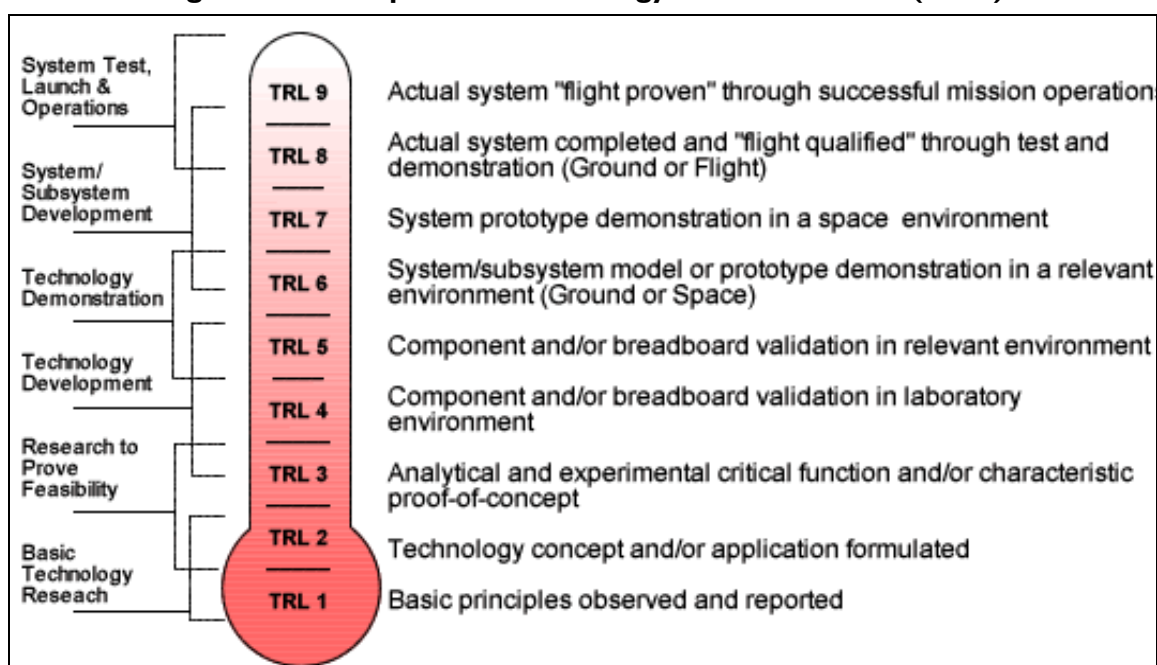 System Test,
Launch &
Operations
System/
Subsystem
Development
Technology
Demonstration
Technology
Development
Research to
Prove
Feasibility
Basic
Technology
Reseach
TRL 9
TRL 8
TRL 7
TRL 6
TRL 5
TRL 4
TRL 3
TRL 2
TRL 1
Actual system "flight proven" through successful mission operations
Actual system completed and "flight qualified" through test and
demonstration (Ground or Flight)
System prototype demonstration in a space environment
System/subsystem model or prototype demonstration in a relevant
environment (Ground or Space)
Component and/or breadboard validation in relevant environment
Component and/or breadboard validation in laboratory
environment
Analytical and experimental critical function and/or characteristic
proof-of-concept
Technology concept and/or application formulated
Basic principles observed and reported